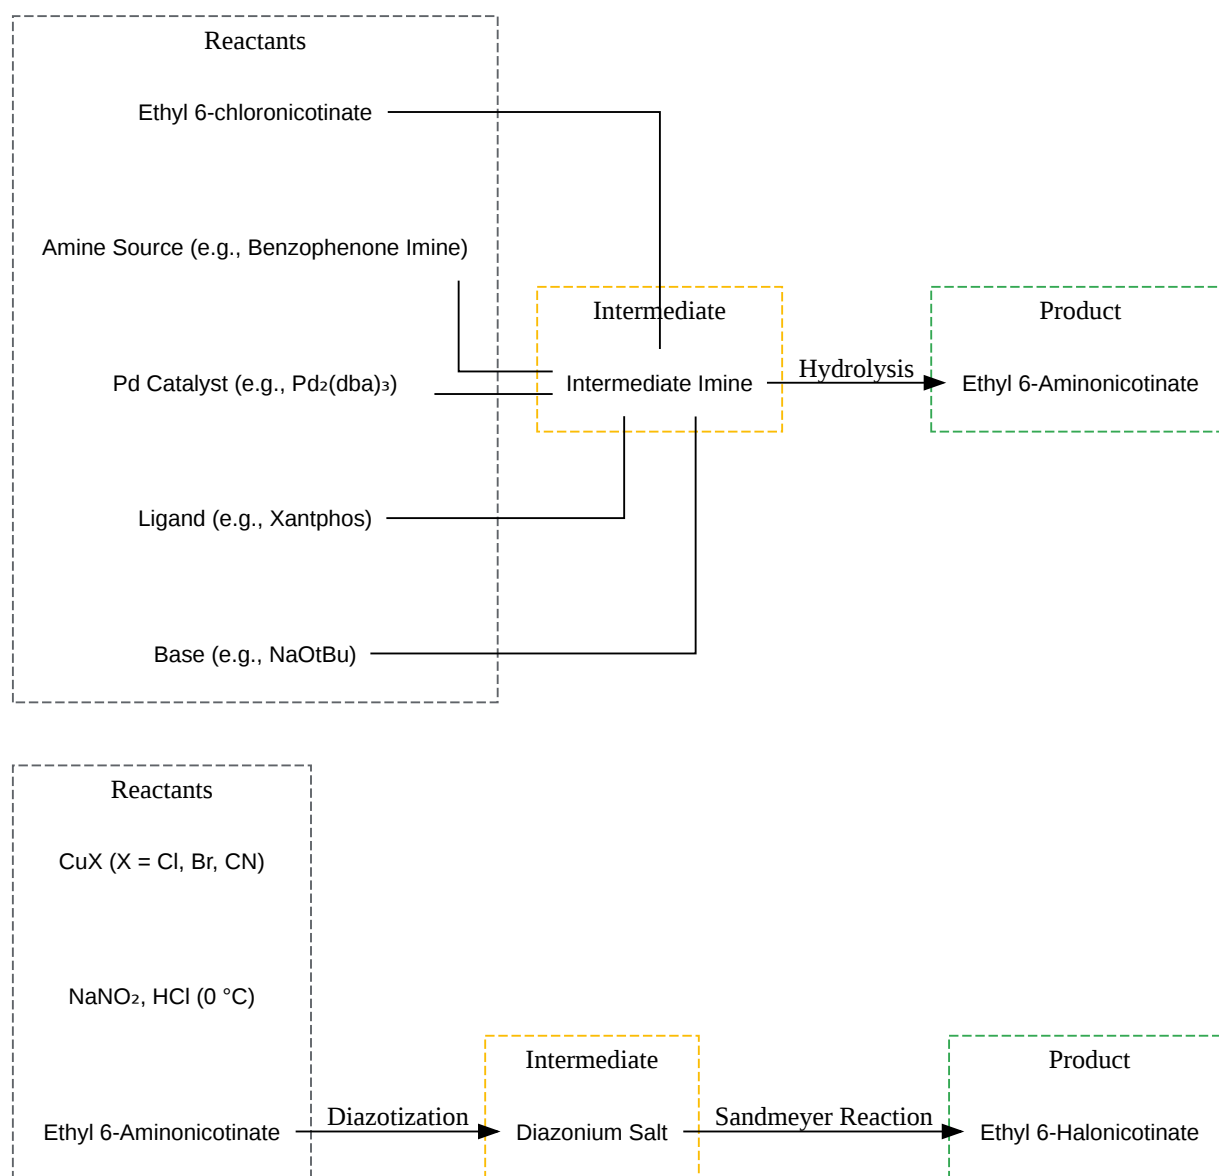 Reactants
Ethyl 6-chloronicotinate
Amine Source (e.g., Benzophenone Imine)
Pd Catalyst (e.g., Pd₂(dba)₃)
Ligand (e.g., Xantphos)
Base (e.g., NaOtBu)
Intermediate
Intermediate Imine
Hydrolysis
Product
Ethyl 6-Aminonicotinate
Reactants
CuX (X = Cl, Br, CN)
NaNO₂, HCl (0 °C)
Ethyl 6-Aminonicotinate
Diazotization
Intermediate
Diazonium Salt
Sandmeyer Reaction
Product
Ethyl 6-Halonicotinate